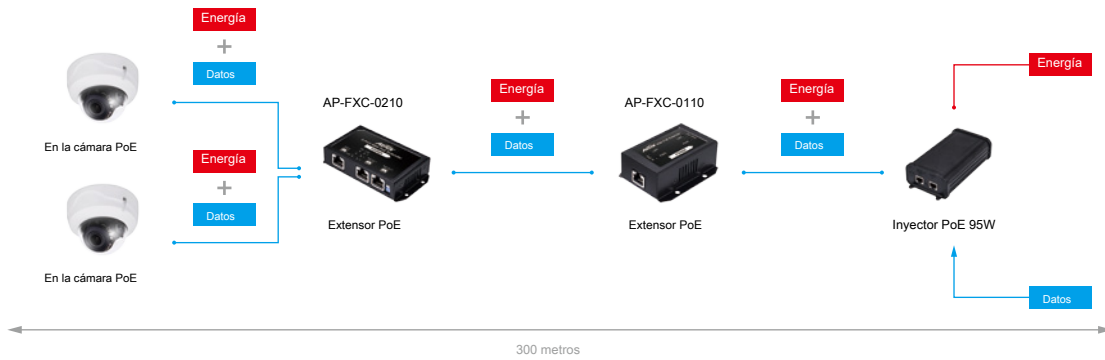 Energía
+
Datos
En la cámara PoE
Energía
+
Datos
En la cámara PoE
AP-FXC-0210
Extensor PoE
Energía
+
Datos
AP-FXC-0110
Extensor PoE
Energía
+
Datos
Energía
Inyector PoE 95W
Datos
300 metros